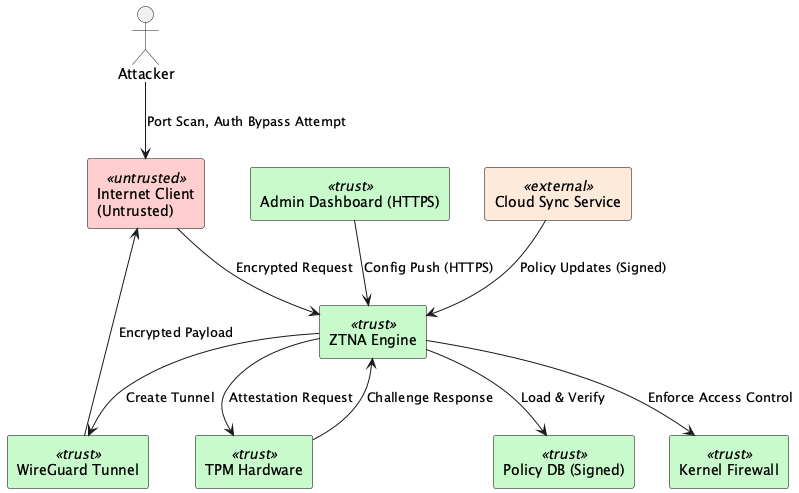 Attacker
Port Scan, Auth Bypass Attempt
«untrusted»
Internet Client
(Untrusted)
«trust»
Admin Dashboard (HTTPS)
«external»
Cloud Sync Service
Encrypted Request
Config Push (HTTPS)
Policy Updates (Signed)
«trust»
ZTNA Engine
Encrypted Payload
Create Tunnel
Attestation Request
Challenge Response
Load & Verify
Enforce Access Control
«trust»
WireGuard Tunnel
«trust»
TPM Hardware
«trust»
Policy DB (Signed)
«trust»
Kernel Firewall